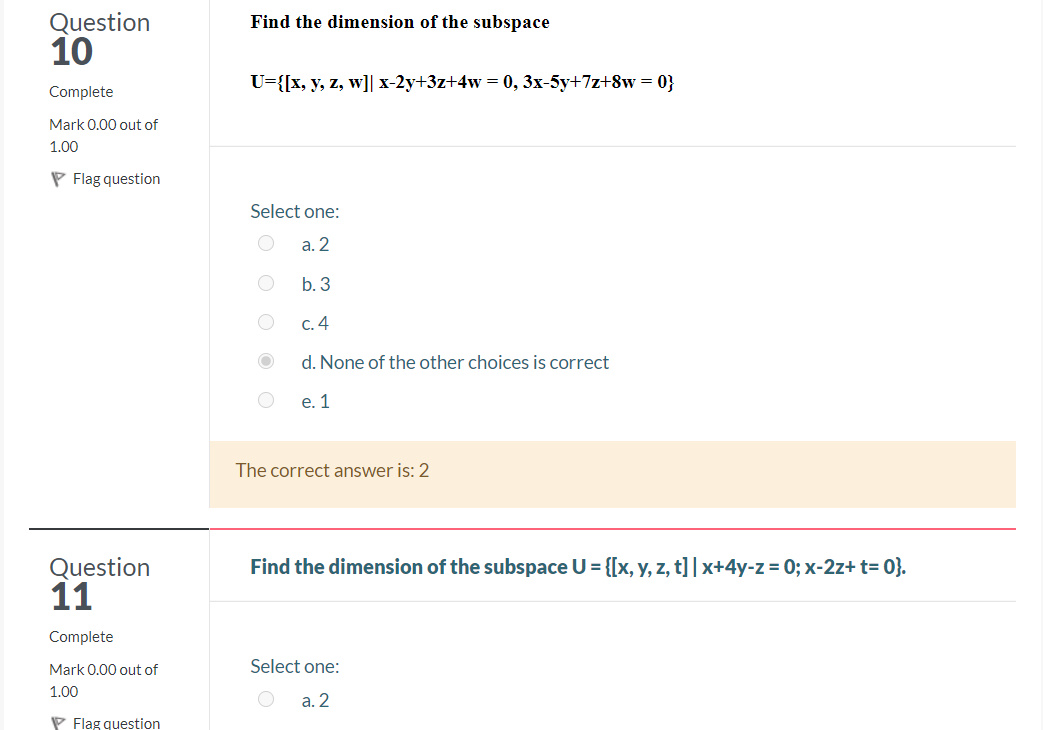 Question
10
Complete
Mark 0.00 out of
1.00
Flag question
Find the dimension of the subspace
U={[x, y, z, w]| x-2y+3z+4w = 0, 3x-5y+7z+8w = 0}
Select one:
a. 2
b. 3
c. 4
d. None of the other choices is correct
e. 1
The correct answer is: 2
Question
11
Complete
Mark 0.00 out of
1.00
Flag question
Find the dimension of the subspace U = {[x, y, z, t] | x+4y-z = 0; x-2z+ t= 0}.
Select one:
a. 2